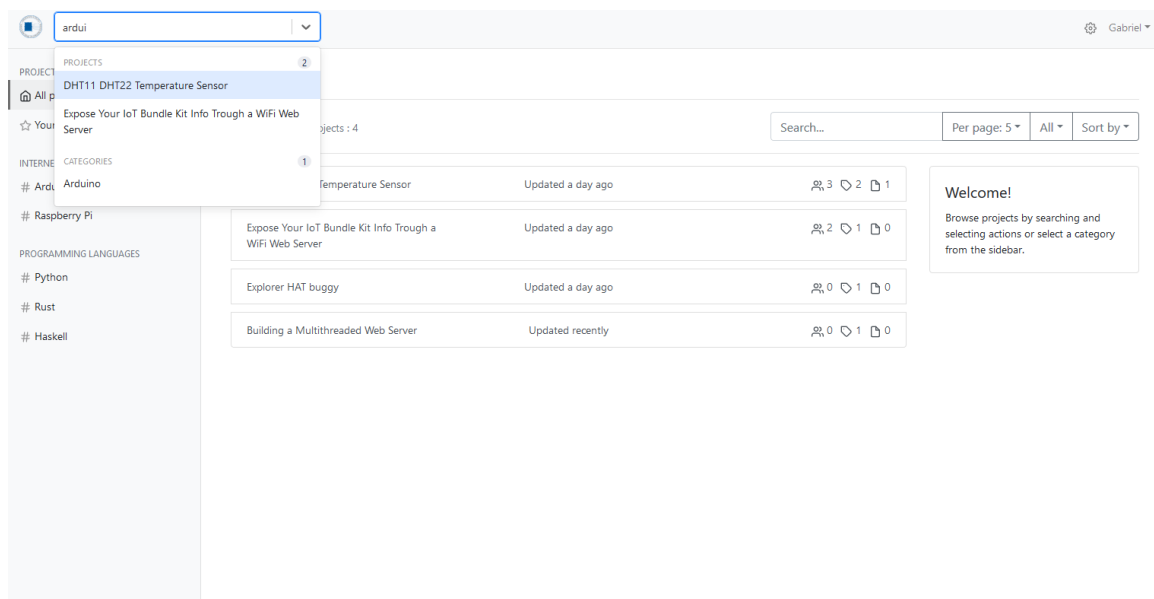 ardui
Gabriel
PROJECTS 2
DHT11 DHT22 Temperature Sensor
Expose Your IoT Bundle Kit Info Trough a WiFi Web
Server
CATEGORIES 1
Arduino
PROJECT
All p
Your
INTERNE
# Ardu
# Raspberry Pi
PROGRAMMING LANGUAGES
# Python
# Rust
# Haskell
jects : 4
Search...
Per page: 5
All
Sort by
Temperature Sensor Updated a day ago 3 2 1
Expose Your IoT Bundle Kit Info Trough a
WiFi Web Server
Updated a day ago 2 1 0
Explorer HAT buggy Updated a day ago 0 1 0
Building a Multithreaded Web Server Updated recently 0 1 0
Welcome!
Browse projects by searching and
selecting actions or select a category
from the sidebar.